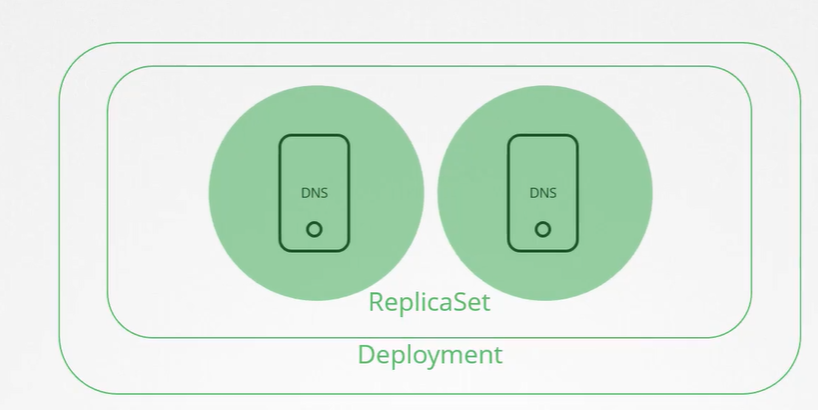 DNS
DNS
ReplicaSet
Deployment